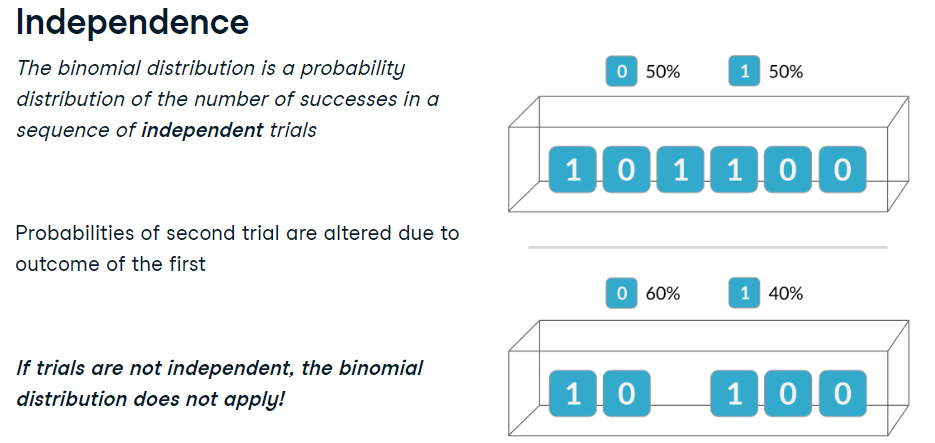 Independence
The binomial distribution is a probability
distribution of the number of successes in a
sequence of independent trials
Probabilities of second trial are altered due to
outcome of the first
If trials are not independent, the binomial
distribution does not apply!
0 50% 1 50%
1 0 1 1 0 0
0 60% 1 40%
1 0 1 0 0